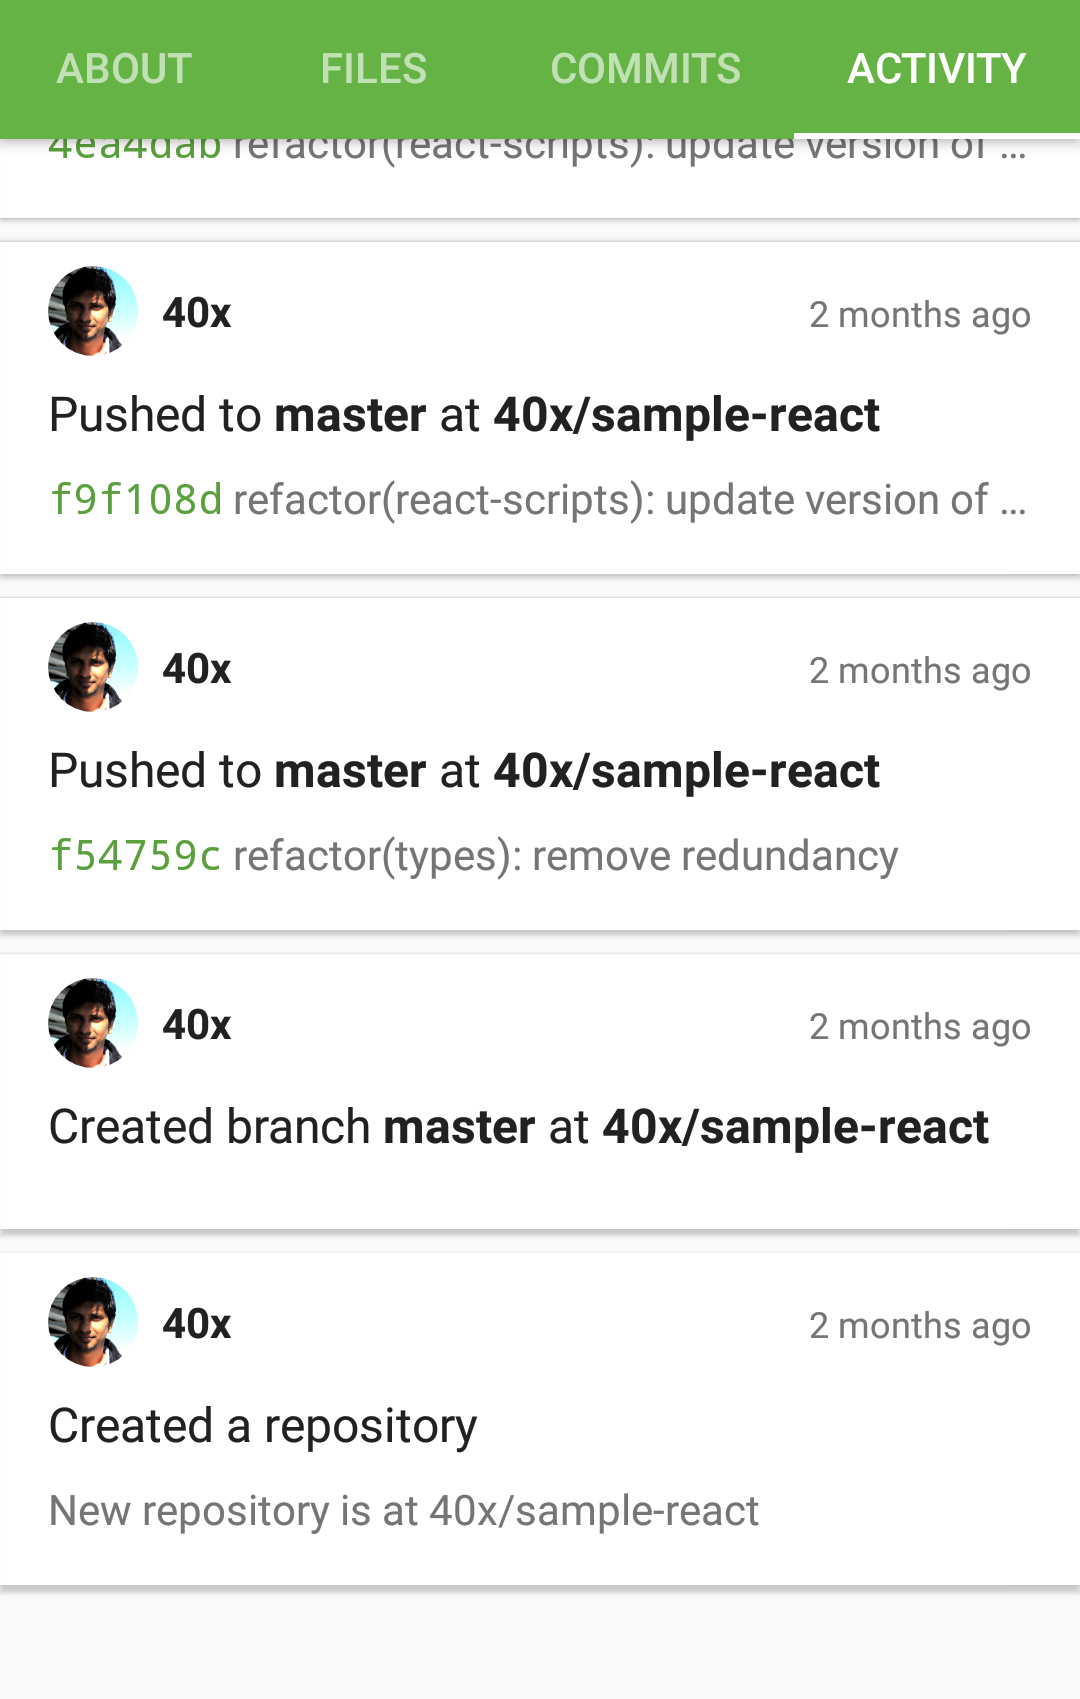 ABOUT FILES COMMITS ACTIVITY
4ea4dab refactor(react-scripts): update version of ...
40x 2 months ago
Pushed to master at 40x/sample-react
f9f108d refactor(react-scripts): update version of ...
40x 2 months ago
Pushed to master at 40x/sample-react
f54759c refactor(types): remove redundancy
40x 2 months ago
Created branch master at 40x/sample-react
40x 2 months ago
Created a repository
New repository is at 40x/sample-react